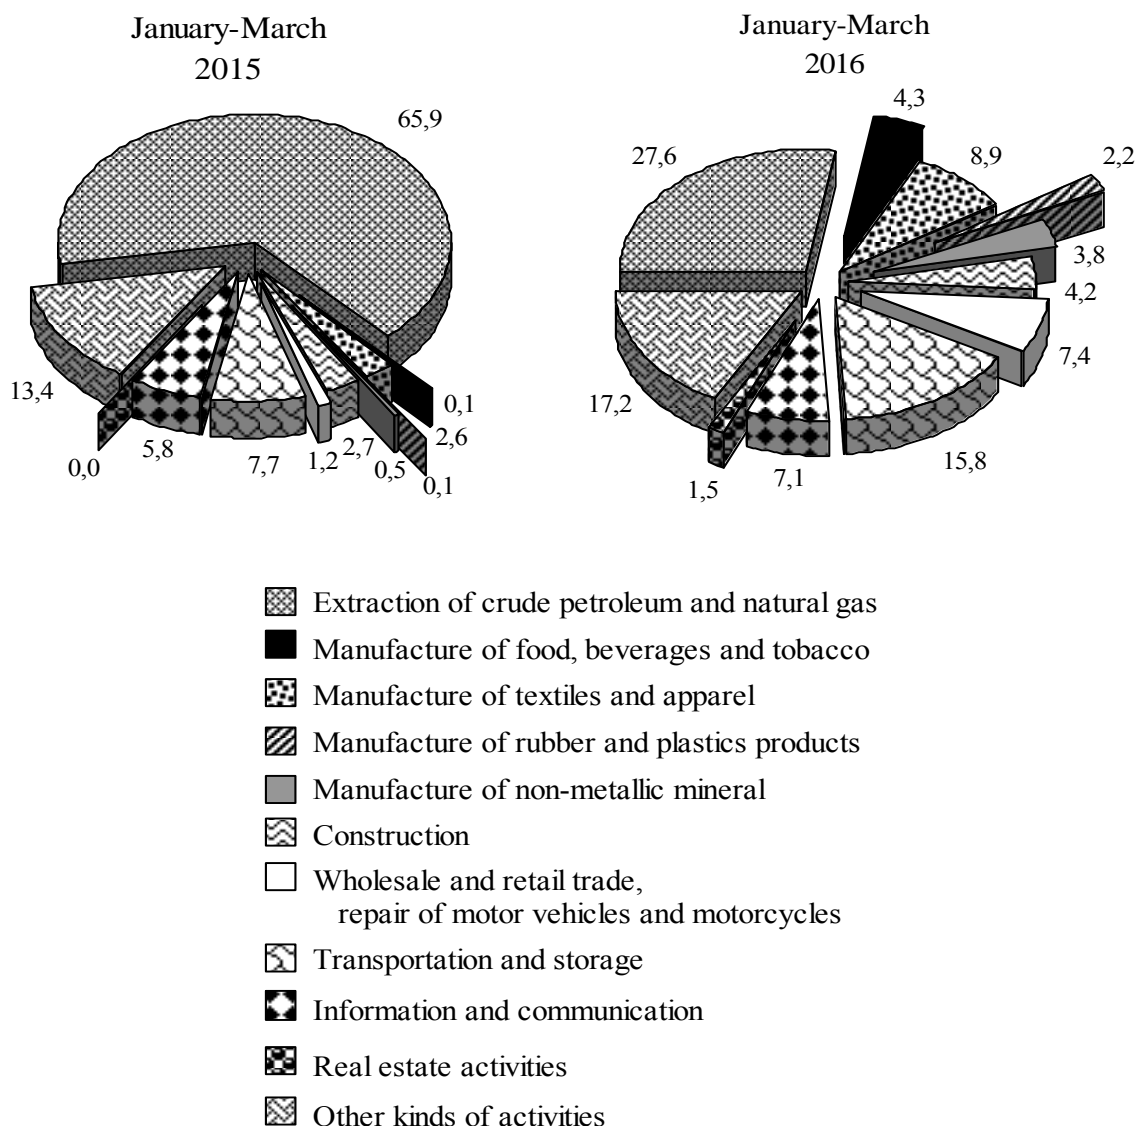 January-March
2015
65,9
13,4
0,0
5,8
7,7
1,2
2,7
0,5
0,1
2,6
0,1
January-March
2016
4,3
27,6
8,9
2,2
3,8
4,2
7,4
17,2
1,5
7,1
15,8
Extraction of crude petroleum and natural gas
Manufacture of food, beverages and tobacco
Manufacture of textiles and apparel
Manufacture of rubber and plastics products
Manufacture of non-metallic mineral
Construction
Wholesale and retail trade,
repair of motor vehicles and motorcycles
Transportation and storage
Information and communication
Real estate activities
Other kinds of activities